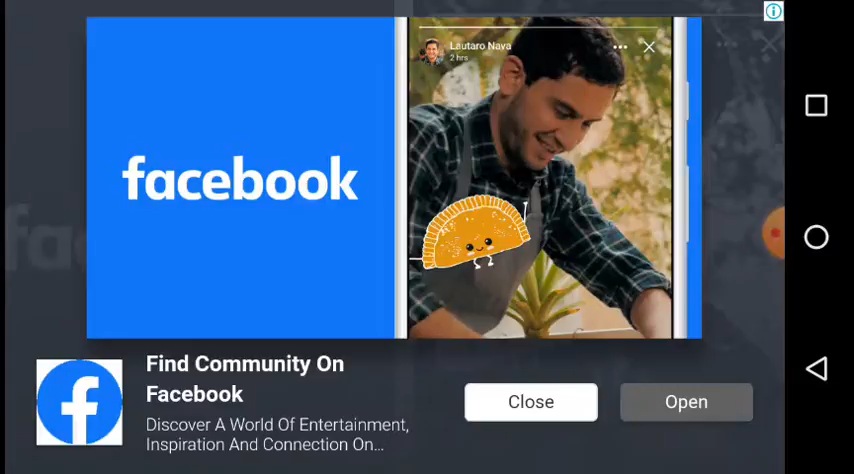 facebook
Lautaro Nava
2 hrs
Find Community On
Facebook
Discover A World Of Entertainment,
Inspiration And Connection On...
Close
Open